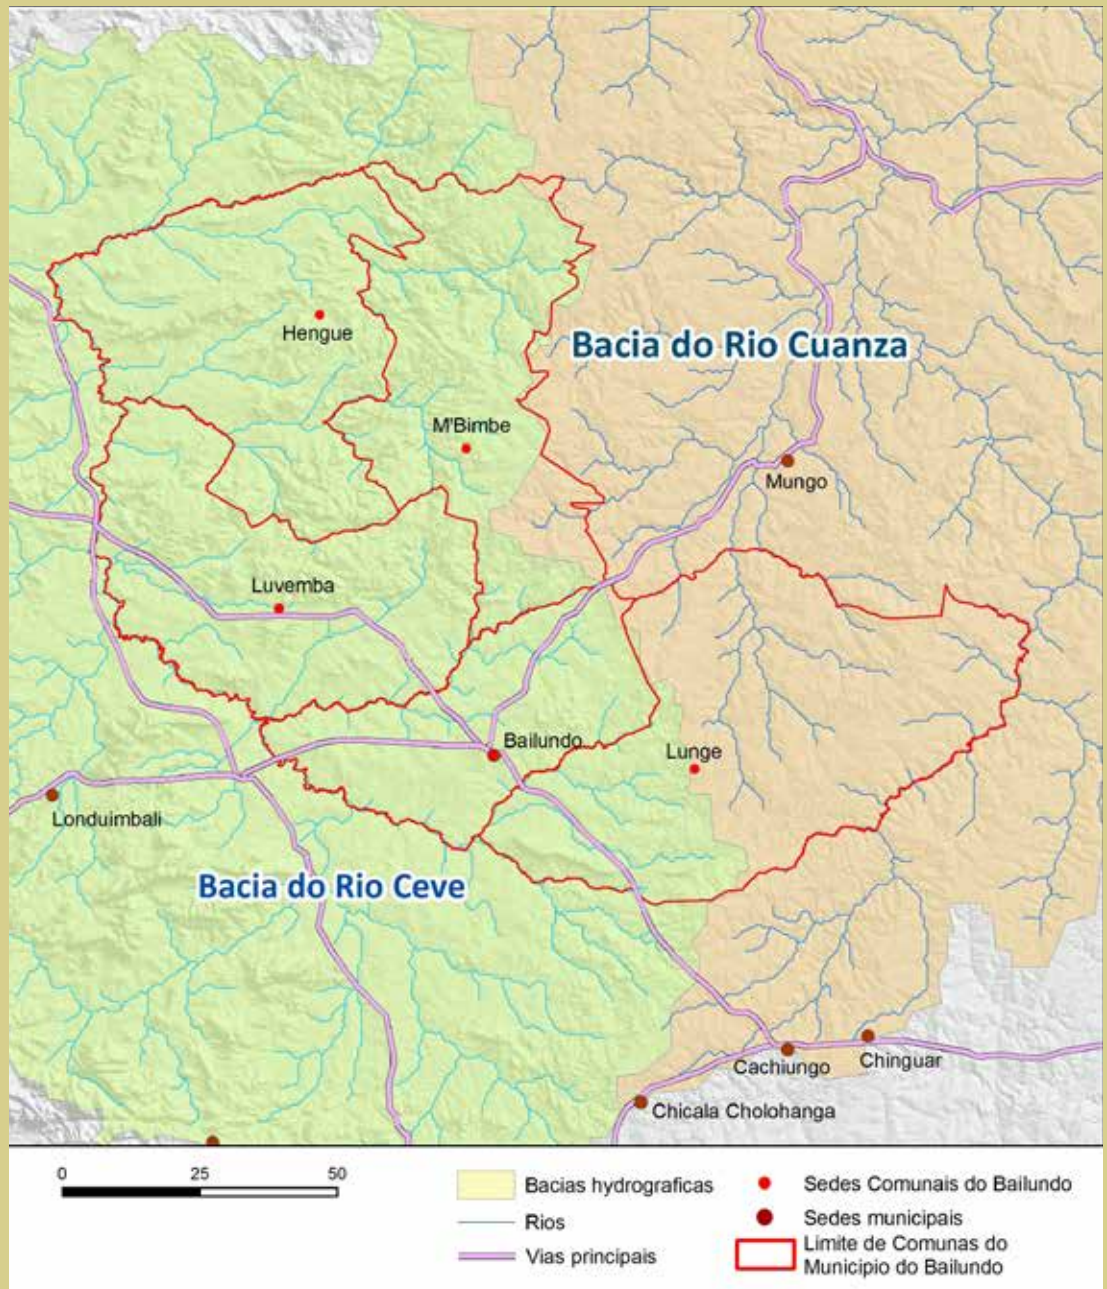 Hengue
Bacia do Rio Cuanza
M'Bimbe
Mungo
Luvemba
Bailundo
Lunge
Londuimbali
Bacia do Rio Ceve
Cachiungo
Chinguar
Chicala Cholohanga
0 25 50
Bacias hydrograficas
Rios
Vias principais
Sedes Comunais do Bailundo
Sedes municipais
Limite de Comunas do
Municipio do Bailundo